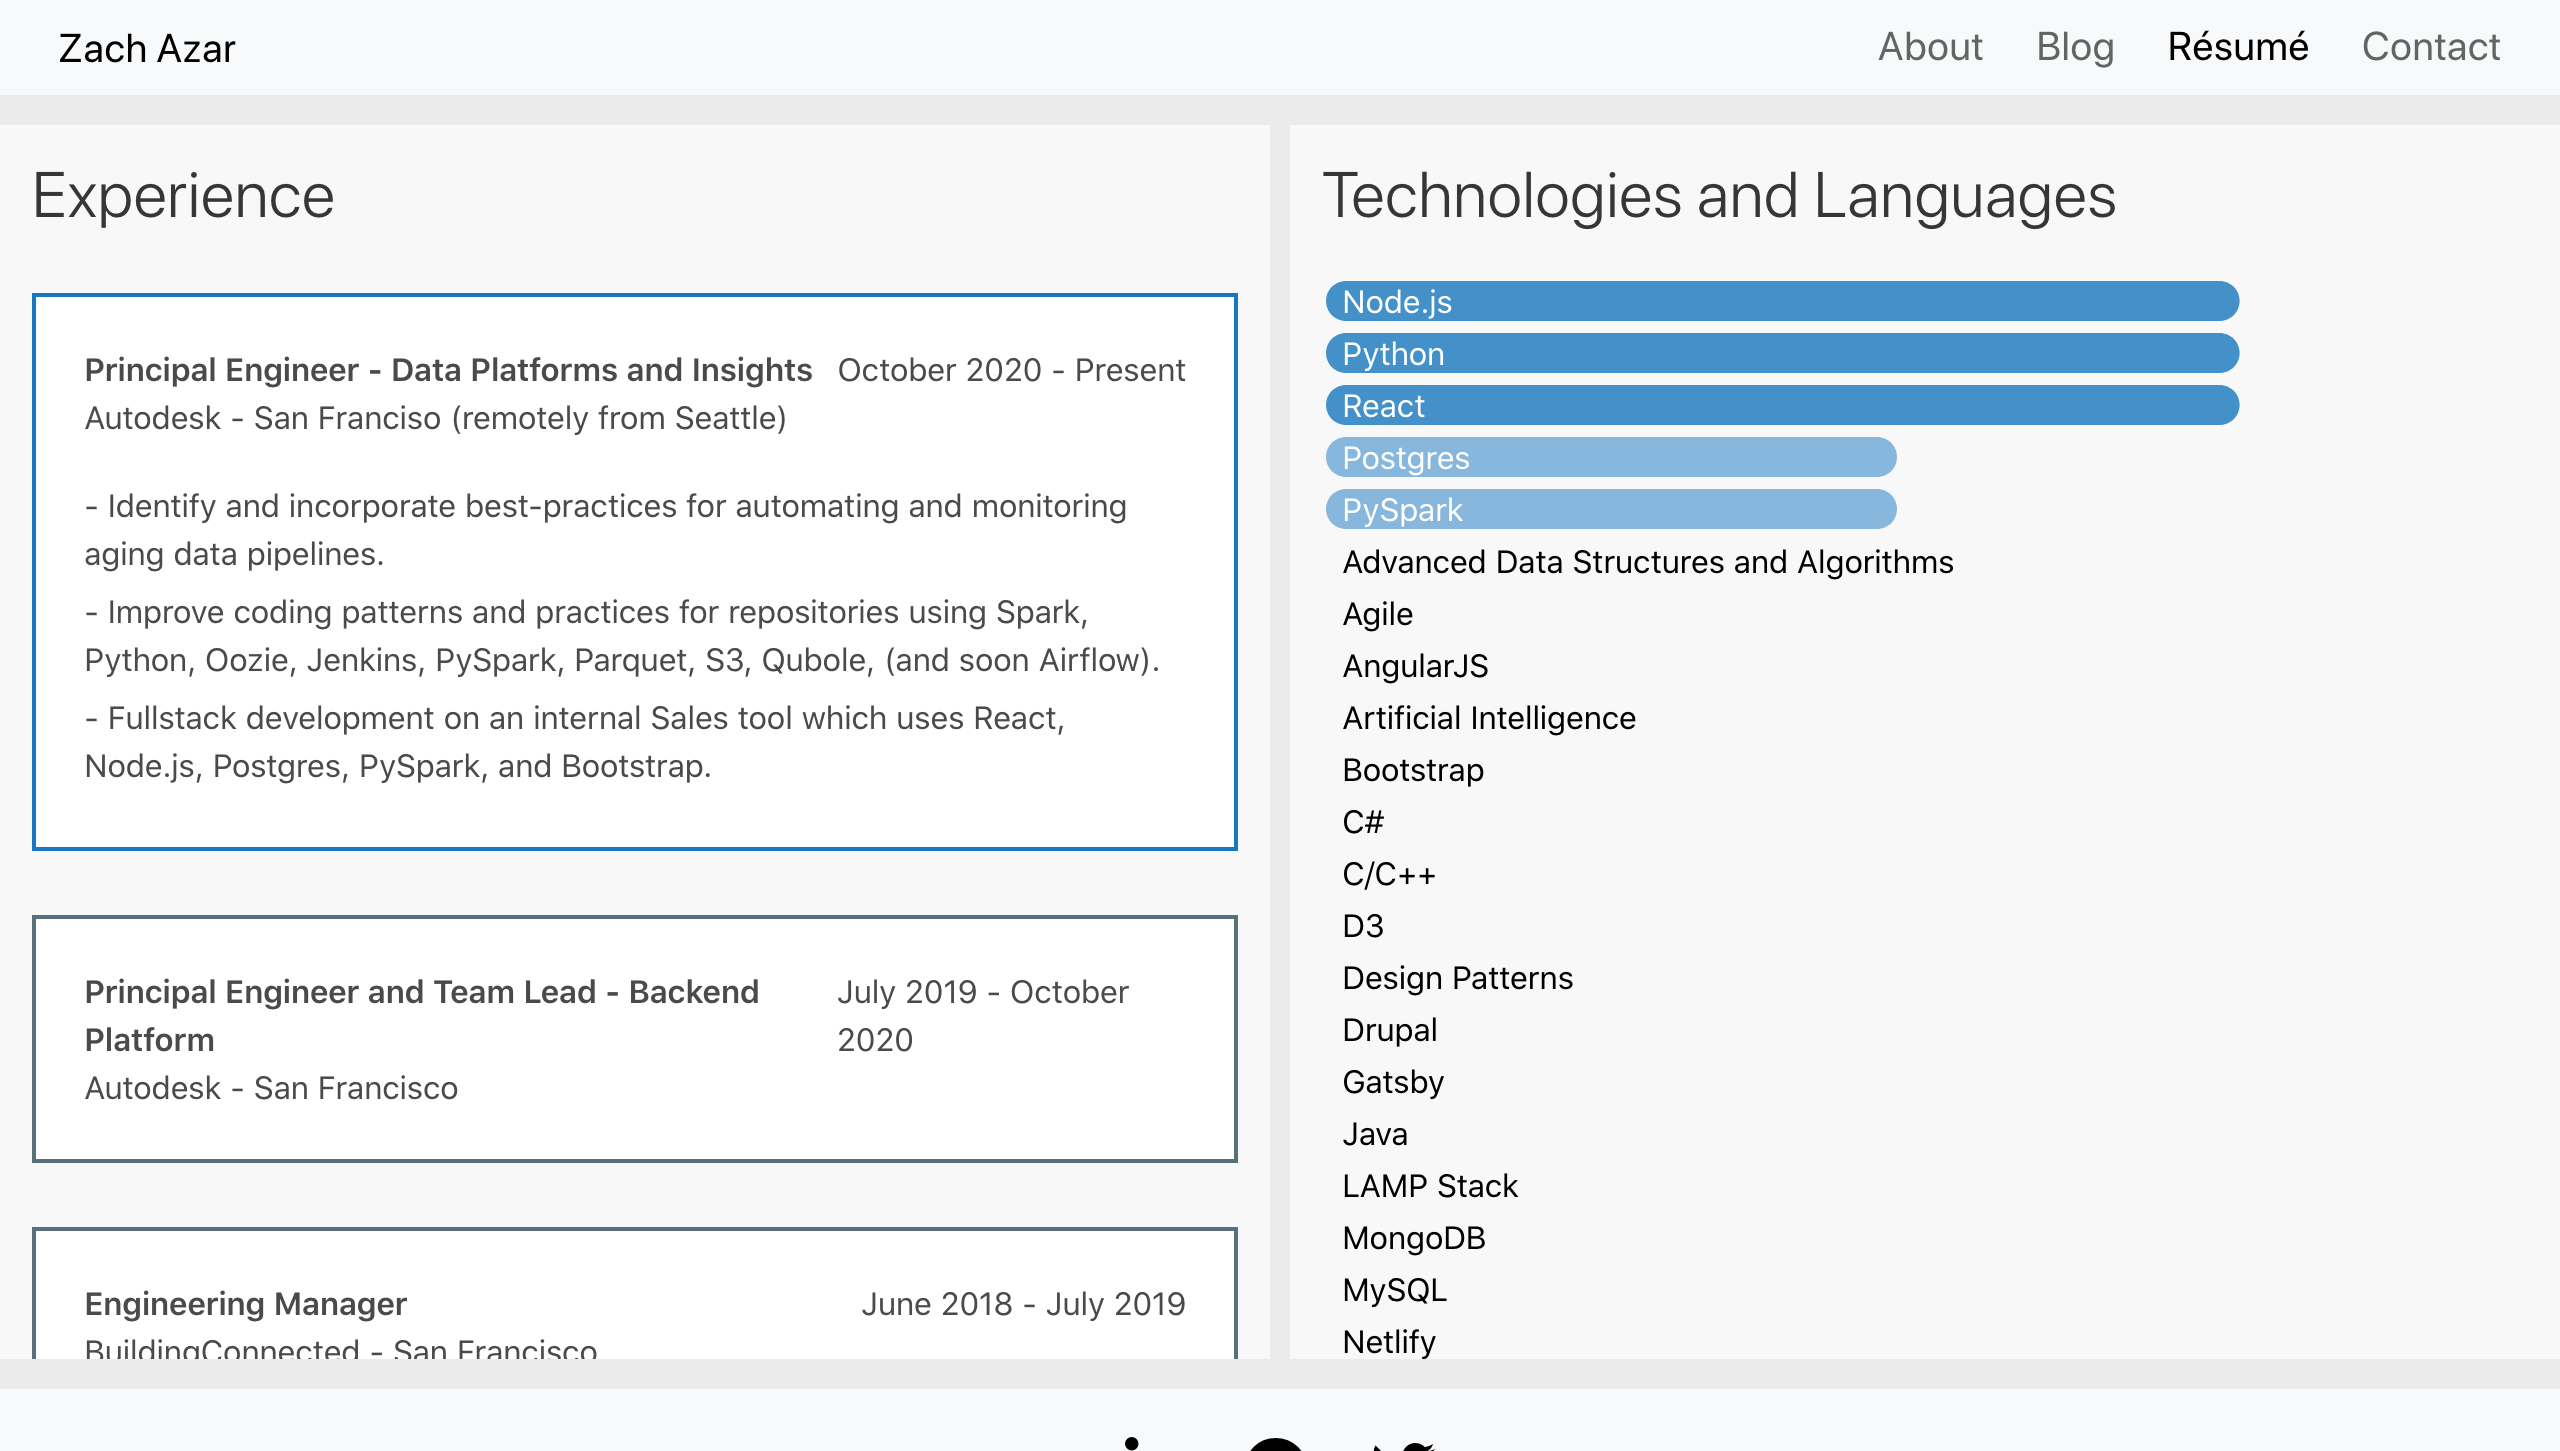 Zach Azar
About Blog Résumé Contact
Experience
Principal Engineer - Data Platforms and Insights October 2020 - Present
Autodesk - San Franciso (remotely from Seattle)
- Identify and incorporate best-practices for automating and monitoring
aging data pipelines.
- Improve coding patterns and practices for repositories using Spark,
Python, Oozie, Jenkins, PySpark, Parquet, S3, Qubole, (and soon Airflow).
- Fullstack development on an internal Sales tool which uses React,
Node.js, Postgres, PySpark, and Bootstrap.
Principal Engineer and Team Lead - Backend
Platform
July 2019 - October
2020
Autodesk - San Francisco
Engineering Manager June 2018 - July 2019
BuildingConnected - San Francisco
Technologies and Languages
Node.js
Python
React
Postgres
PySpark
Advanced Data Structures and Algorithms
Agile
AngularJS
Artificial Intelligence
Bootstrap
C#
C/C++
D3
Design Patterns
Drupal
Gatsby
Java
LAMP Stack
MongoDB
MySQL
Netlify